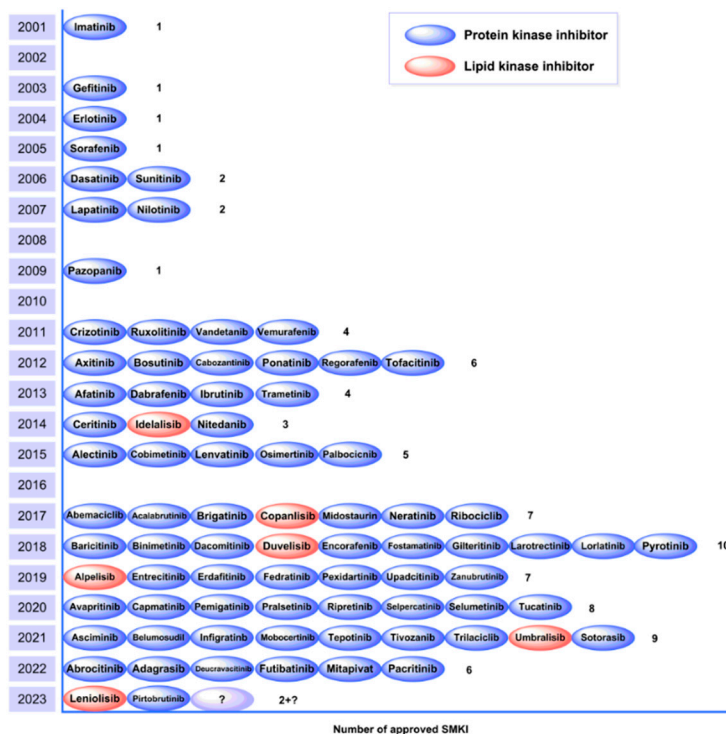 Protein kinase inhibitor
Lipid kinase inhibitor
2001 Imatinib 1
2002
2003 Gefitinib 1
2004 Erlotinib 1
2005 Sorafenib 1
2006 Dasatinib Sunitinib 2
2007 Lapatinib Nilotinib 2
2008
2009 Pazopanib 1
2010
2011 Crizotinib Ruxolitinib Vandetanib Vemurafenib 4
2012 Axitinib Bosutinib Cabozantinib Ponatinib Regorafenib Tofacitinib 6
2013 Afatinib Dabrafenib Ibrutinib Trametinib 4
2014 Ceritinib Idelalisib Nitedanib 3
2015 Alectinib Cobimetinib Lenvatinib Osimertinib Palbocicnib 5
2016
2017 Abemaciclib Acalabrutinib Brigatinib Copanlisib Midostaurin Neratinib Ribociclib 7
2018 Baricitinib Binimetinib Dacomitinib Duvelisib Encorafenib Fostamatinib Gilteritinib Larotrectinib Lorlatinib Pyrotinib 10
2019 Alpelisib Entrecitinib Erdafitinib Fedratinib Pexidartinib Upadcitinib Zanubrutinib 7
2020 Avapritinib Capmatinib Pemigatinib Pralsetinib Ripretinib Selpercatinib Selumetinib Tucatinib 8
2021 Asciminib Belumosudil Infigratinb Mobocertinib Tepotinib Tivozanib Trilaciclib Umbralisib Sotorasib 9
2022 Abrocitinib Adagrasib Deucravacitinib Futibatinib Mitapivat Pacritinib 6
2023 Leniolisib Pirtobrutinib ? 2+?
Number of approved SMKI